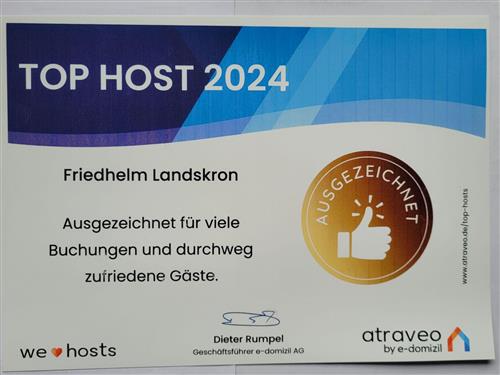 TOP HOST 2024
Friedhelm Landskron
Ausgezeichnet für viele
Buchungen und durchweg
zufriedene Gäste.
AUSGEZEICHNET
www.atraveo.de/top-hosts
Dieter Rumpel
Geschäftsführer e-domizil AG
we hosts
atraveo
by e-domizil